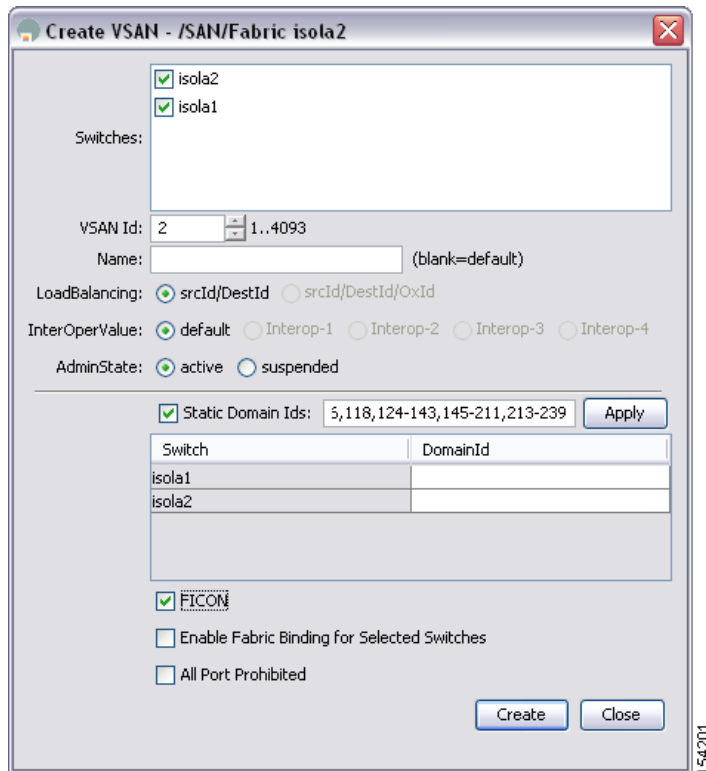 Create VSAN - /SAN/Fabric isola2
isola2
isola1
Switches:
VSAN Id: 2 1..4093
Name: (blank=default)
LoadBalancing: srcId/DestId srcId/DestId/OxId
InterOperValue: default Interop-1 Interop-2 Interop-3 Interop-4
AdminState: active suspended
Static Domain Ids: 5,118,124-143,145-211,213-239 Apply
Switch DomainId
isola1
isola2
FICON
Enable Fabric Binding for Selected Switches
All Port Prohibited
Create Close
154201